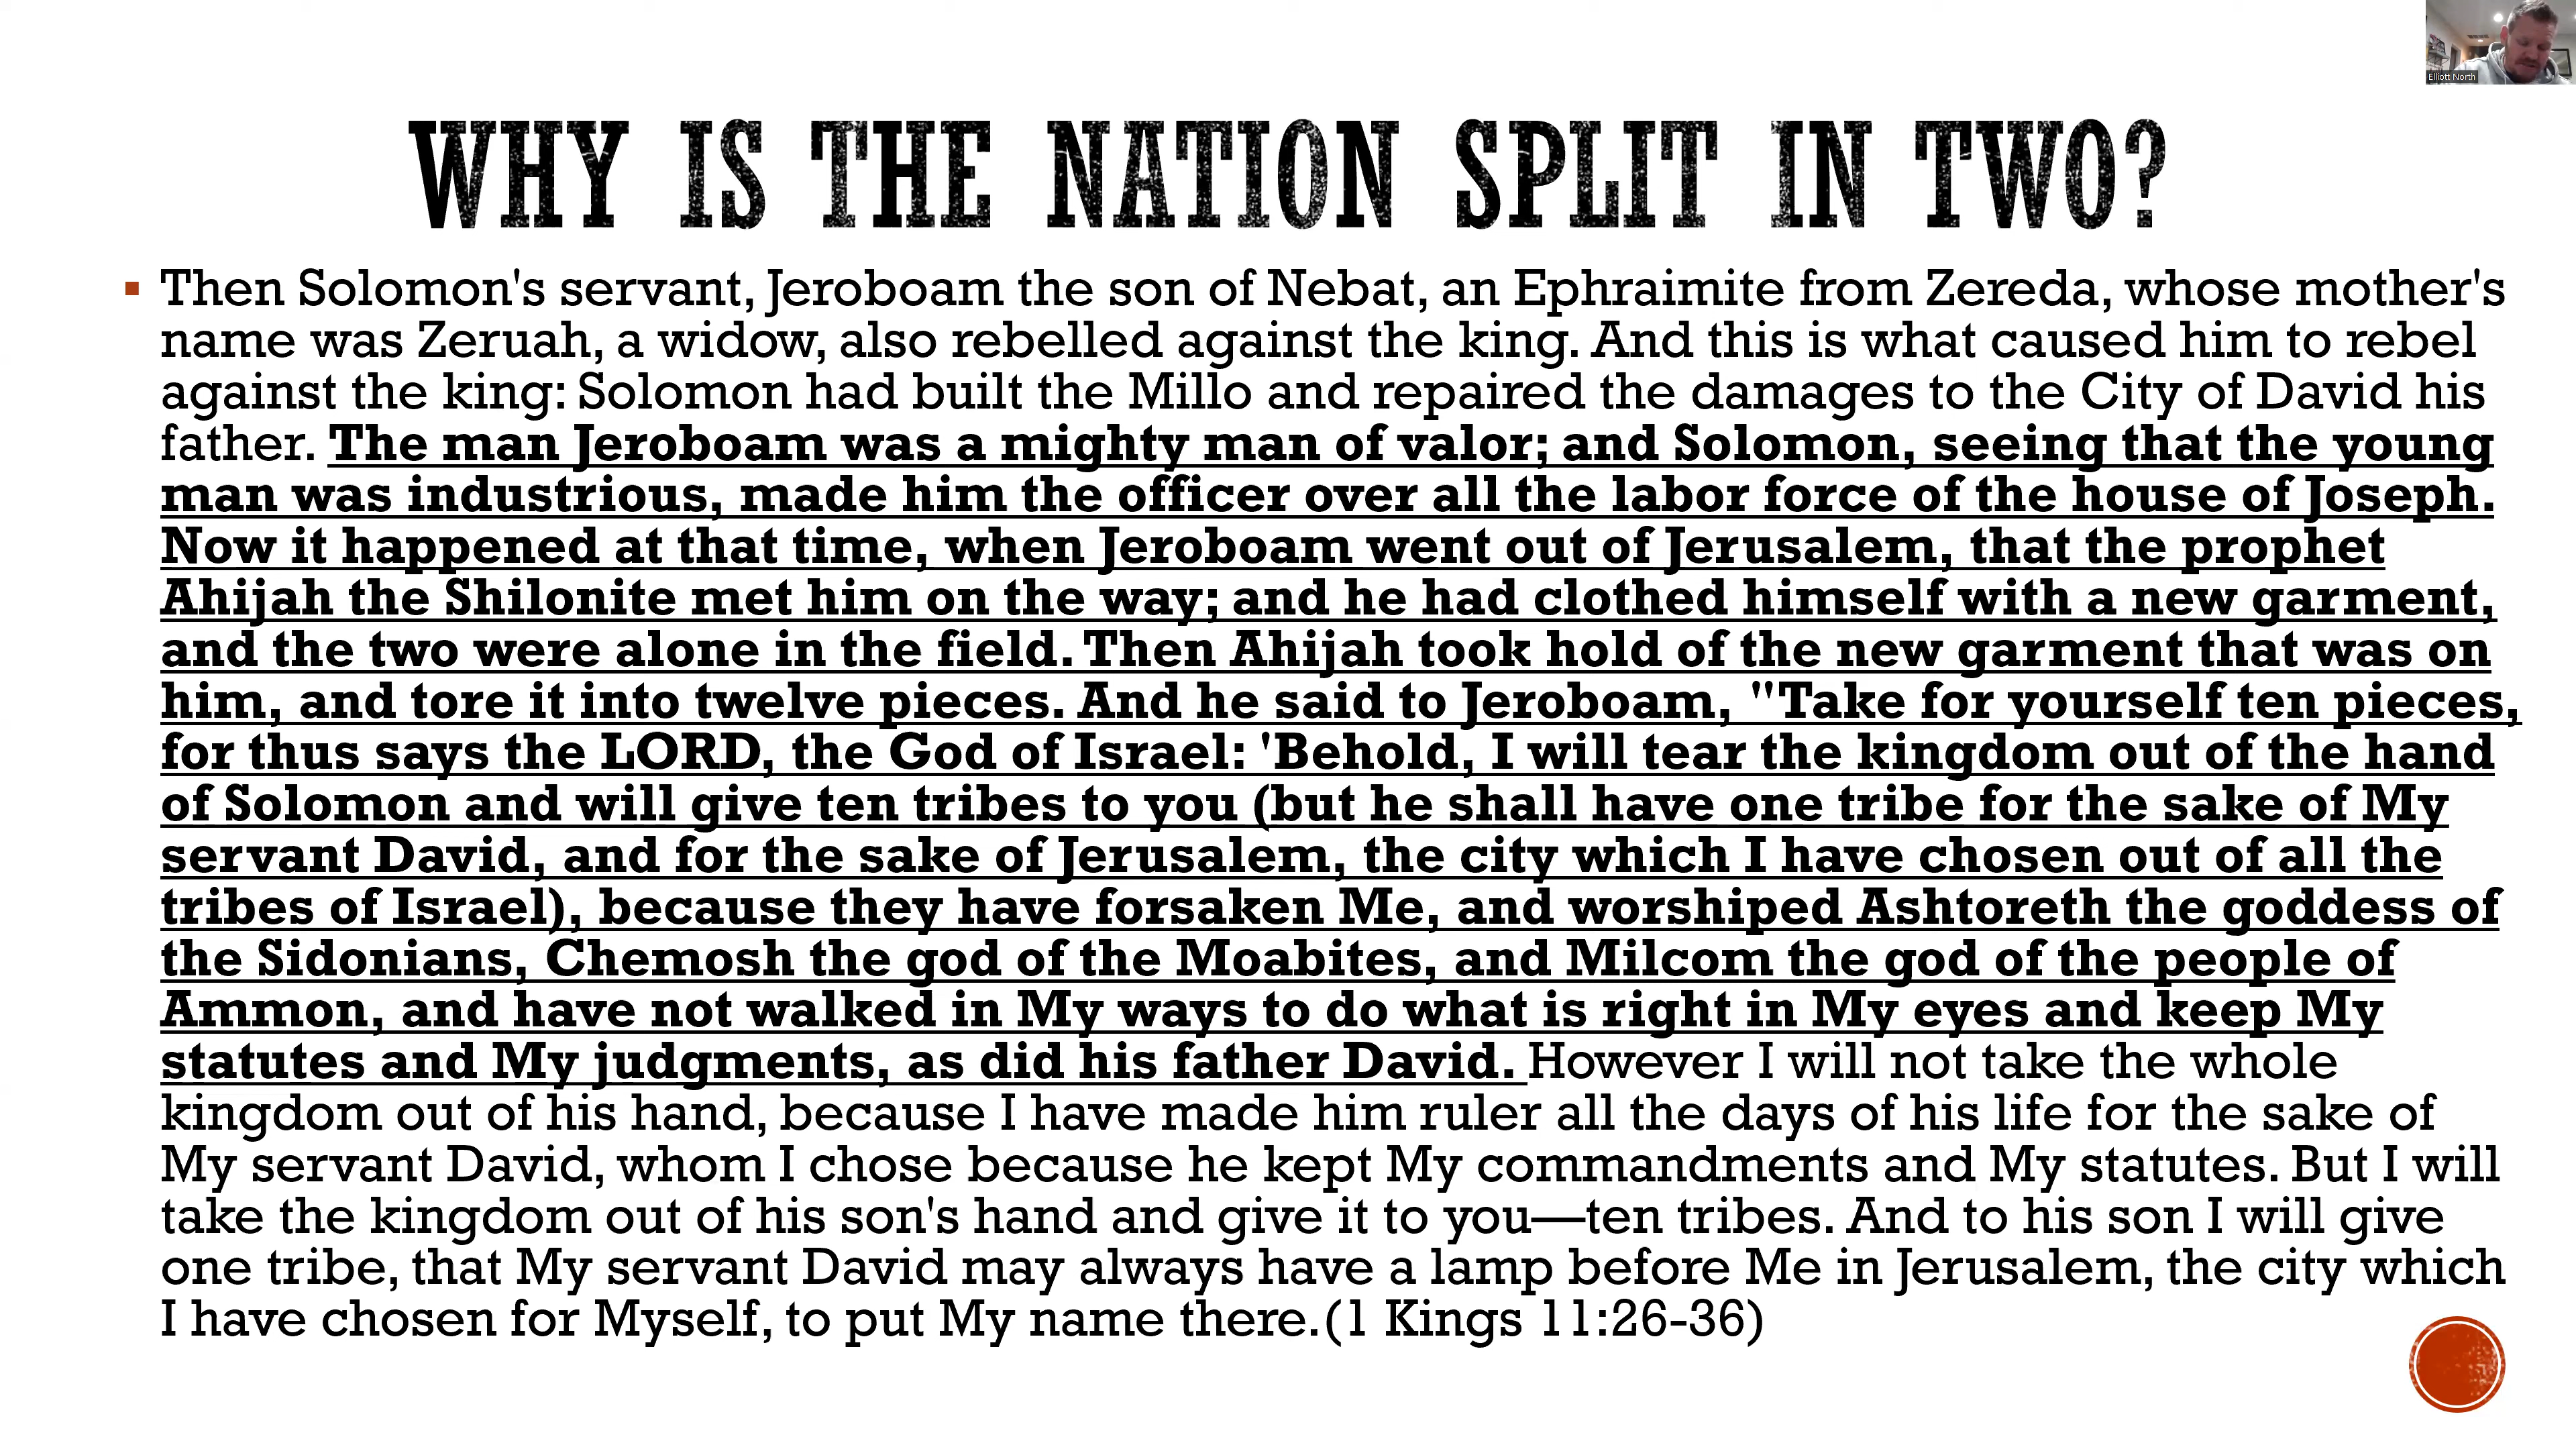 Elliott North
WHY IS THE NATION SPLIT IN TWO?
Then Solomon's servant, Jeroboam the son of Nebat, an Ephraimite from Zereda, whose mother's
name was Zeruah, a widow, also rebelled against the king. And this is what caused him to rebel
against the king: Solomon had built the Millo and repaired the damages to the City of David his
father. The man Jeroboam was a mighty man of valor; and Solomon, seeing that the young
man was industrious, made him the officer over all the labor force of the house of Joseph.
Now it happened at that time, when Jeroboam went out of Jerusalem, that the prophet
Ahijah the Shilonite met him on the way; and he had clothed himself with a new garment,
and the two were alone in the field. Then Ahijah took hold of the new garment that was on
him, and tore it into twelve pieces. And he said to Jeroboam, "Take for yourself ten pieces,
for thus says the LORD, the God of Israel: 'Behold, I will tear the kingdom out of the hand
of Solomon and will give ten tribes to you (but he shall have one tribe for the sake of My
servant David, and for the sake of Jerusalem, the city which I have chosen out of all the
tribes of Israel), because they have forsaken Me, and worshiped Ashtoreth the goddess of
the Sidonians, Chemosh the god of the Moabites, and Milcom the god of the people of
Ammon, and have not walked in My ways to do what is right in My eyes and keep My
statutes and My judgments, as did his father David. However I will not take the whole
kingdom out of his hand, because I have made him ruler all the days of his life for the sake of
My servant David, whom I chose because he kept My commandments and My statutes. But I will
take the kingdom out of his son's hand and give it to you—ten tribes. And to his son I will give
one tribe, that My servant David may always have a lamp before Me in Jerusalem, the city which
I have chosen for Myself, to put My name there.(1 Kings 11:26-36)